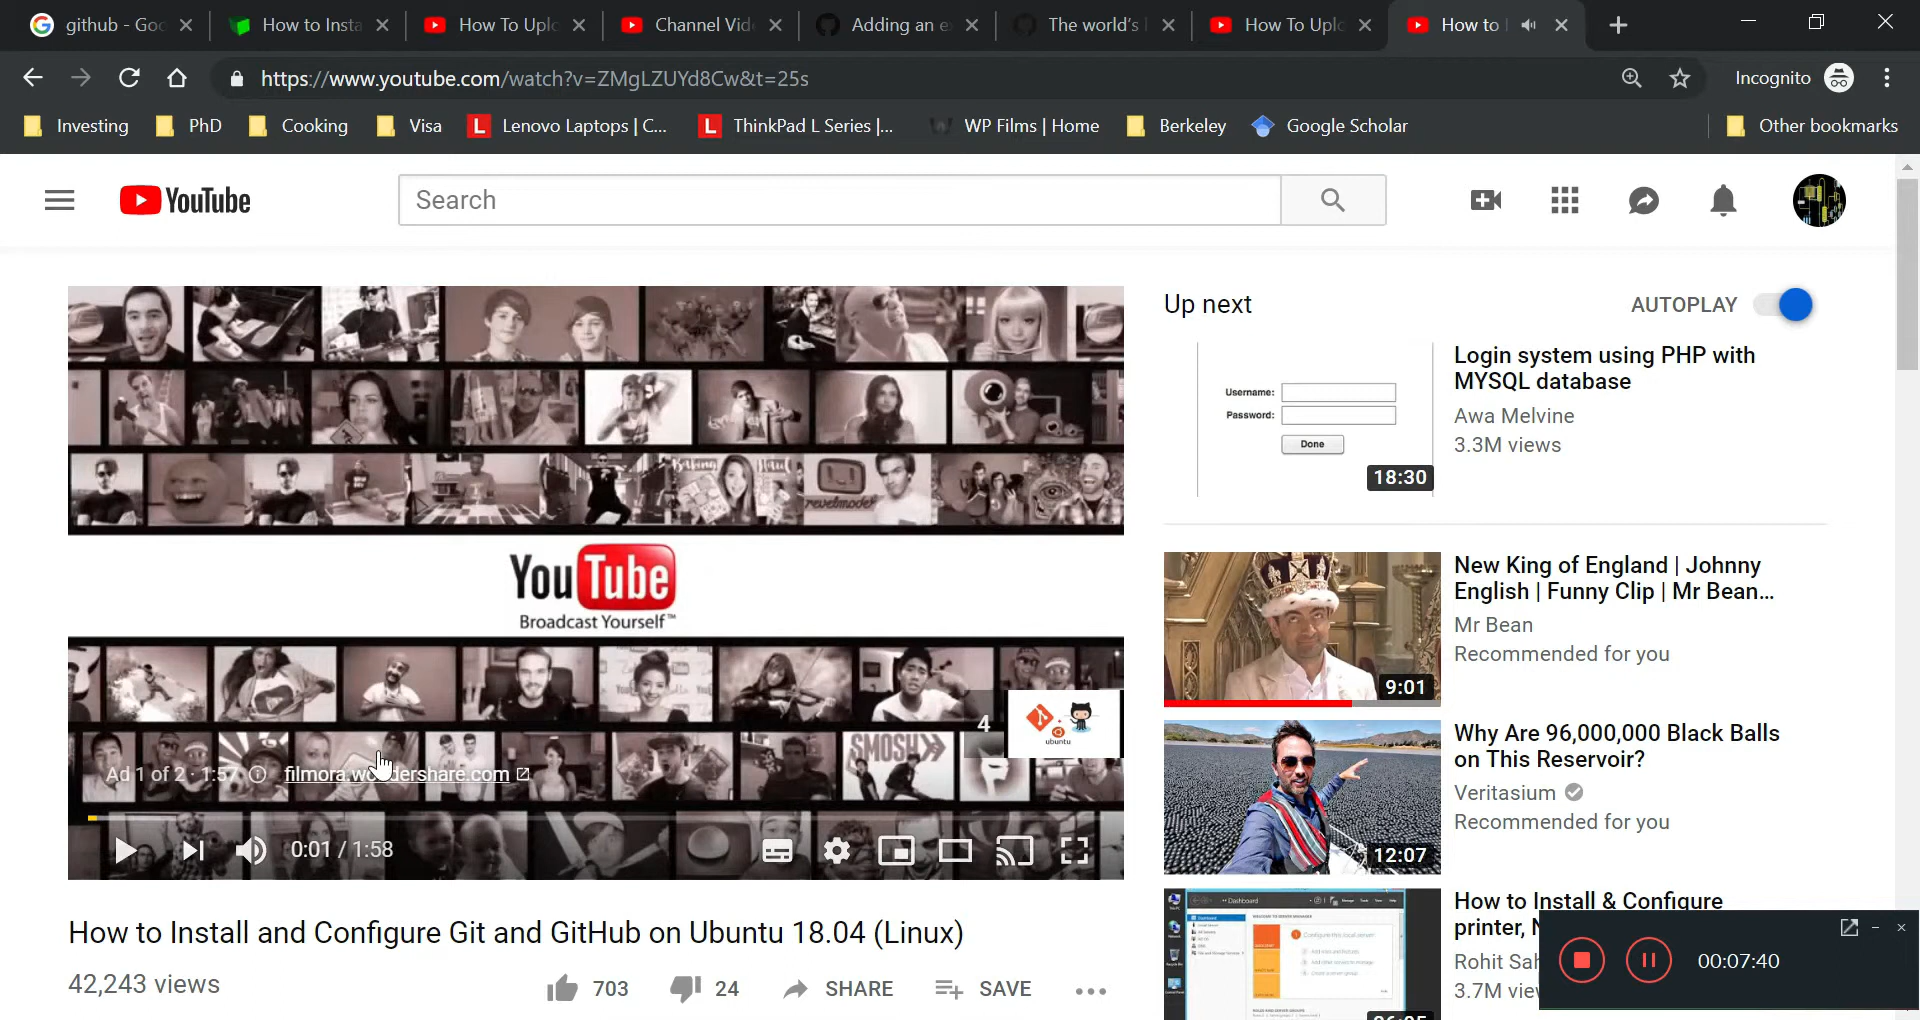 github - Goo
How to Insta
How To Uplo
Channel Vide
Adding an e
The world's l
How To Uplo
How to I
https://www.youtube.com/watch?v=ZMgLZUYd8Cw&t=25s
Incognito
Investing
PhD
Cooking
Visa
L Lenovo Laptops | C...
L ThinkPad L Series |...
W WP Films | Home
Berkeley
Google Scholar
Other bookmarks
YouTube
Search
Up next
AUTOPLAY
Username:
Password:
Done
18:30
Login system using PHP with
MYSQL database
Awa Melvine
3.3M views
YouTube
Broadcast Yourself™
SMOSH
4
ubuntu
Ad 1 of 2 · 1:57
filmora.wondershare.com
0:01 / 1:58
How to Install and Configure Git and GitHub on Ubuntu 18.04 (Linux)
42,243 views
703
24
SHARE
SAVE
9:01
New King of England | Johnny
English | Funny Clip | Mr Bean...
Mr Bean
Recommended for you
12:07
Why Are 96,000,000 Black Balls
on This Reservoir?
Veritasium
Recommended for you
Dashboard
How to Install & Configure
printer, N
Rohit Sah
3.7M view
00:07:40